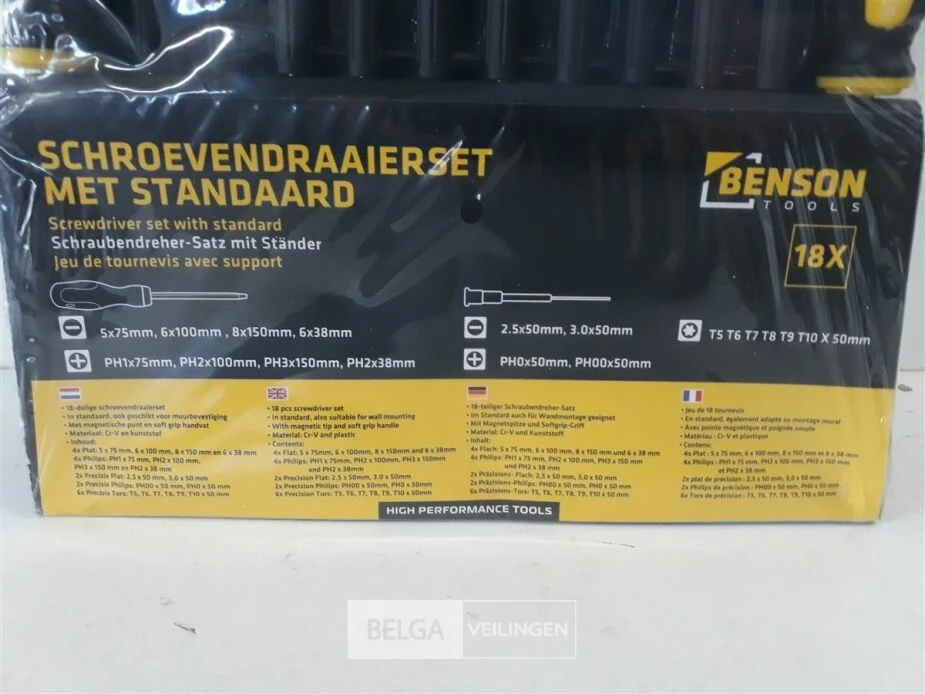 SCHROEVENDRAAIERSET
MET STANDAARD
Screwdriver set with standard
Schraubendreher-Satz mit Ständer
Jeu de tournevis avec support
BENSON
TOOLS
18X
5x75mm, 6x100mm , 8x150mm, 6x38mm
PH1x75mm, PH2x100mm, PH3x150mm, PH2x38mm
2.5x50mm, 3.0x50mm
PH0x50mm, PH00x50mm
T5 T6 T7 T8 T9 T10 X 50mm
• 18-delige schroevendraaierset
• In standaard, ook geschikt voor muurbevestiging
• Met magnetische punt en soft grip handvat
• Materiaal: Cr-V en kunststof
• Inhoud:
4x Plat: 5 x 75 mm, 6 x 100 mm, 8 x 150 mm en 6 x 38 mm
4x Philips: PH1 x 75 mm, PH2 x 100 mm,
PH3 x 150 mm en PH2 x 38 mm
2x Precisie Plat: 2,5 x 50 mm, 3,0 x 50 mm
2x Precisie Philips: PH00 x 50 mm, PH0 x 50 mm
6x Precisie Torx: T5, T6, T7, T8, T9, T10 x 50 mm
• 18 pcs screwdriver set
• In standard, also suitable for wall mounting
• With magnetic tip and soft grip handle
• Material: Cr-V and plastic
• Contents:
4x Flat: 5 x 75mm, 6 x 100mm, 8 x 150mm and 6 x 38mm
4x Philips: PH1 x 75mm, PH2 x 100mm, PH3 x 150mm
and PH2 x 38mm
2x Precision Flat: 2.5 x 50mm, 3.0 x 50mm
2x Precision Philips: PH00 x 50mm, PH0 x 50mm
6x Precision Torx: T5, T6, T7, T8, T9, T10 x 50mm
• 18-teiliger Schraubendreher-Satz
• Im Standard auch für Wandmontage geeignet
• Mit Magnetspitze und Softgrip-Griff
• Material: Cr-V und Kunststoff
• Inhalt:
4x Flach: 5 x 75 mm, 6 x 100 mm, 8 x 150 mm und 6 x 38 mm
4x Philips: PH1 x 75 mm, PH2 x 100 mm, PH3 x 150 mm
und PH2 x 38 mm
2x Präzisions- Flach: 2,5 x 50 mm, 3,0 x 50 mm
2x Präzisions-Philips: PH00 x 50 mm, PH0 x 50 mm
6x Präzisions-Torx: T5, T6, T7, T8, T9, T10 x 50 mm
• Jeu de 18 tournevis
• En standard, également adapté au montage mural
• Avec pointe magnétique et poignée souple
• Matériau : Cr-V et plastique
• Contenu:
4x Plat : 5 x 75 mm, 6 x 100 mm, 8 x 150 mm et 6 x 38 mm
4x Philips : PH1 x 75 mm, PH2 x 100 mm, PH3 x 150 mm
et PH2 x 38 mm
2x plat de précision : 2,5 x 50 mm, 3,0 x 50 mm
2x Philips de précision : PH00 x 50 mm, PH0 x 50 mm
6x Torx de précision : T5, T6, T7, T8, T9, T10 x 50 mm
HIGH PERFORMANCE TOOLS
BELGA VEILINGEN